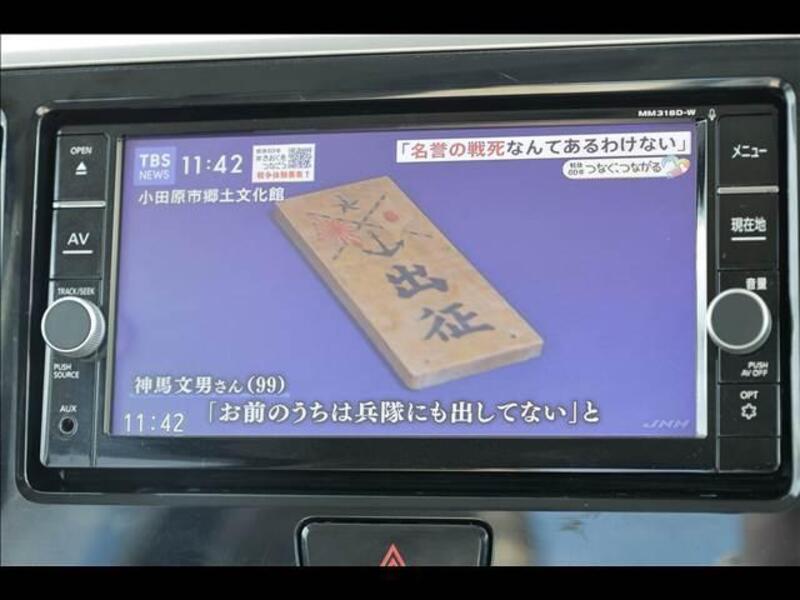 MM318D-W
OPEN
AV
TRACK/SEEK
PUSH
SOURCE
AUX
TBS
NEWS
11:42
戦争体験募集!
「名誉の戦死なんてあるわけない」
つなぐ、つながる
小田原市郷土文化館
出征
神馬文男さん(99)
11:42
「お前のうちは兵隊にも出してない」と
JMM
メニュー
現在地
音量
PUSH
AV OFF
OPT